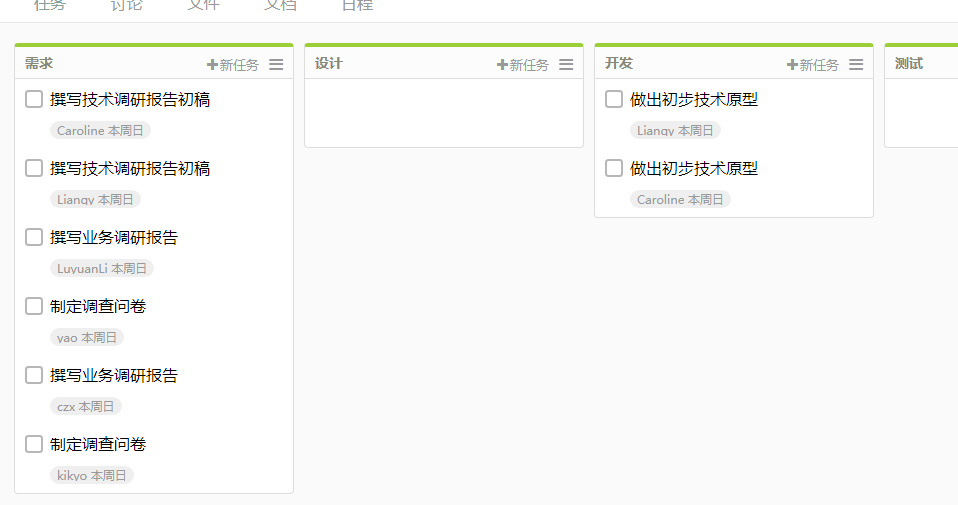 任务 讨论 文件 文档 日程
需求 +新任务
撰写技术调研报告初稿
Caroline 本周日
撰写技术调研报告初稿
Liangy 本周日
撰写业务调研报告
LuyuanLi 本周日
制定调查问卷
yao 本周日
撰写业务调研报告
czx 本周日
制定调查问卷
kikyo 本周日
设计 +新任务
开发 +新任务
做出初步技术原型
Liangy 本周日
做出初步技术原型
Caroline 本周日
测试